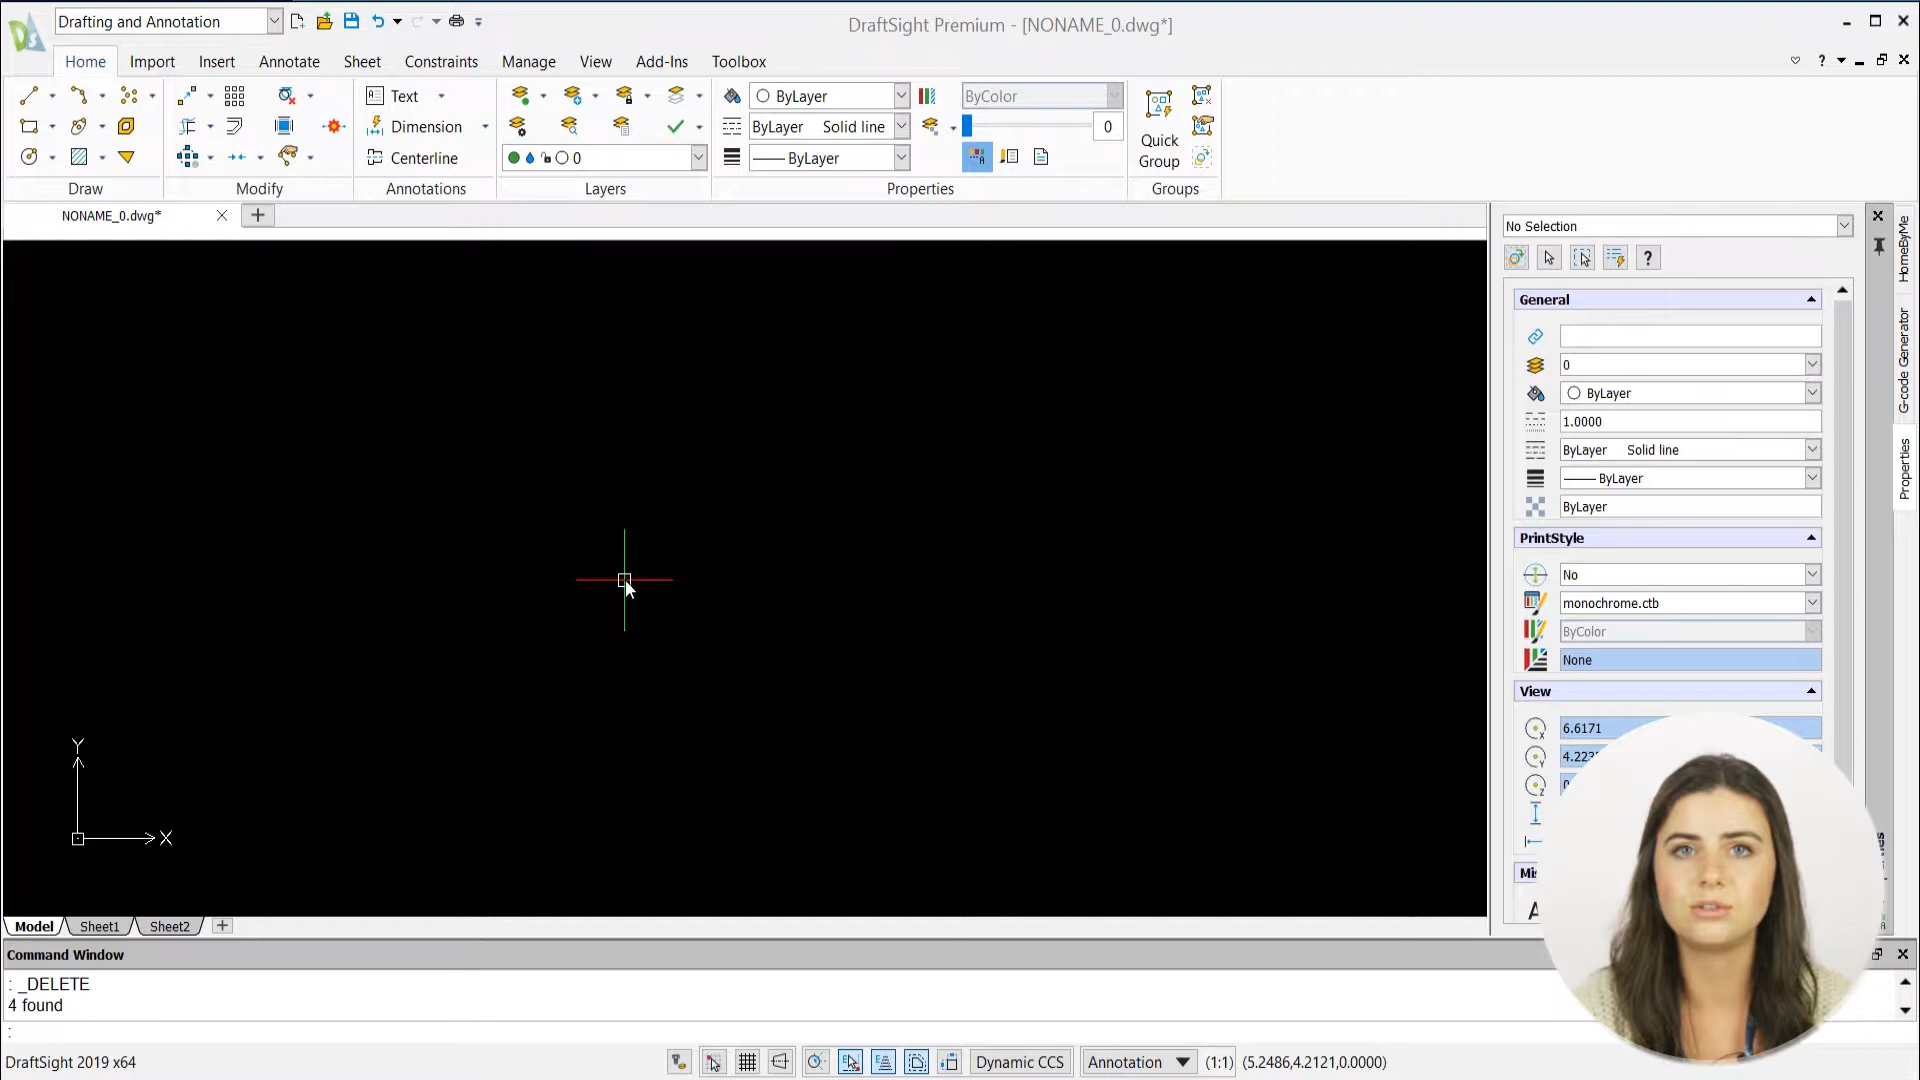 Drafting and Annotation
DraftSight Premium - [NONAME_0.dwg*]
Home Import Insert Annotate Sheet Constraints Manage View Add-Ins Toolbox
?
Text
Dimension
Centerline
0
ByLayer
ByLayer Solid line
ByLayer
ByColor
0
Quick
Group
Draw Modify Annotations Layers Properties Groups
NONAME_0.dwg*
No Selection
?
General
0
ByLayer
1.0000
ByLayer Solid line
ByLayer
ByLayer
PrintStyle
No
monochrome.ctb
ByColor
None
View
6.6171
HomeByMe
G-code Generator
Properties
Y
X
Model Sheet1 Sheet2
Command Window
: _DELETE
4 found
:
DraftSight 2019 x64
Dynamic CCS
Annotation
(1:1)
(5.2486,4.2121,0.0000)